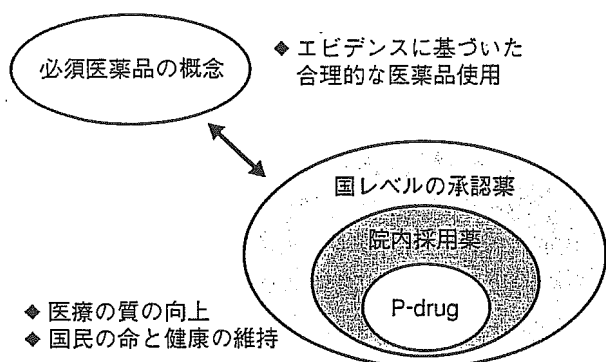 必須医薬品の概念
◆ エビデンスに基づいた
合理的な医薬品使用
国レベルの承認薬
院内採用薬
P-drug
◆ 医療の質の向上
◆ 国民の命と健康の維持